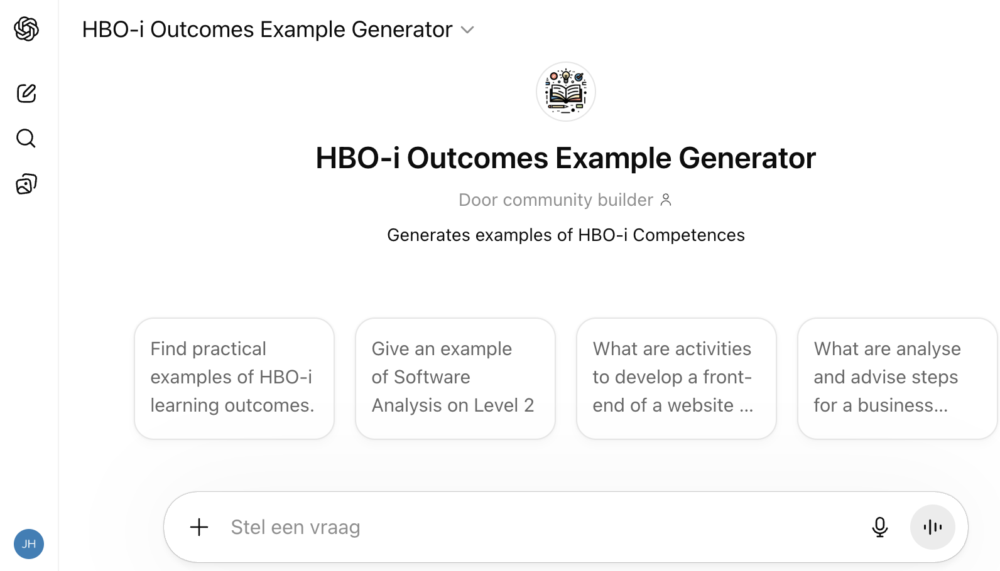 HBO-i Outcomes Example Generator
HBO-i Outcomes Example Generator
Door community builder
Generates examples of HBO-i Competences
Find practical
examples of HBO-i
learning outcomes.
Give an example
of Software
Analysis on Level 2
What are activities
to develop a front-
end of a website ...
What are analyse
and advise steps
for a business...
Stel een vraag
JH